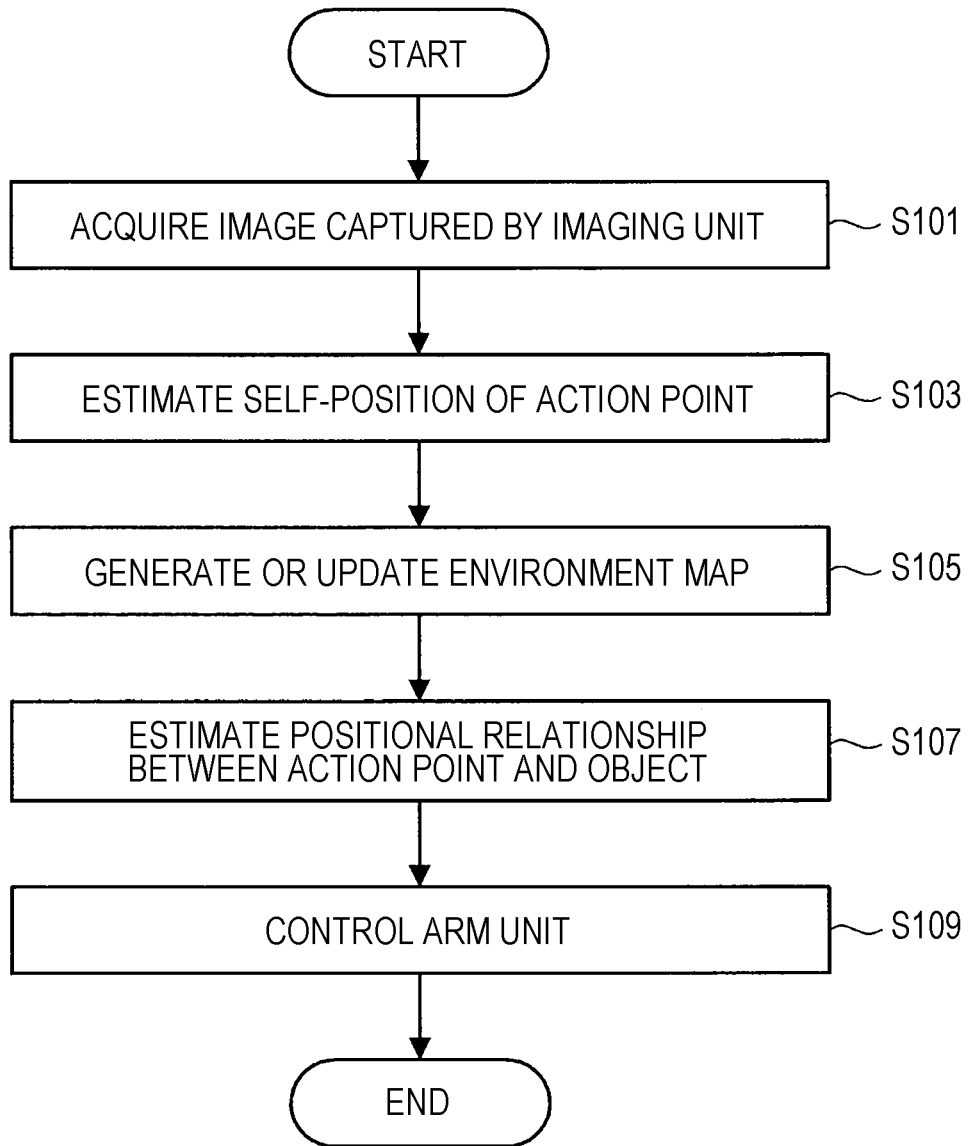 START
ACQUIRE IMAGE CAPTURED BY IMAGING UNIT
S101
ESTIMATE SELF-POSITION OF ACTION POINT
S103
GENERATE OR UPDATE ENVIRONMENT MAP
S105
ESTIMATE POSITIONAL RELATIONSHIP
BETWEEN ACTION POINT AND OBJECT
S107
CONTROL ARM UNIT
S109
END